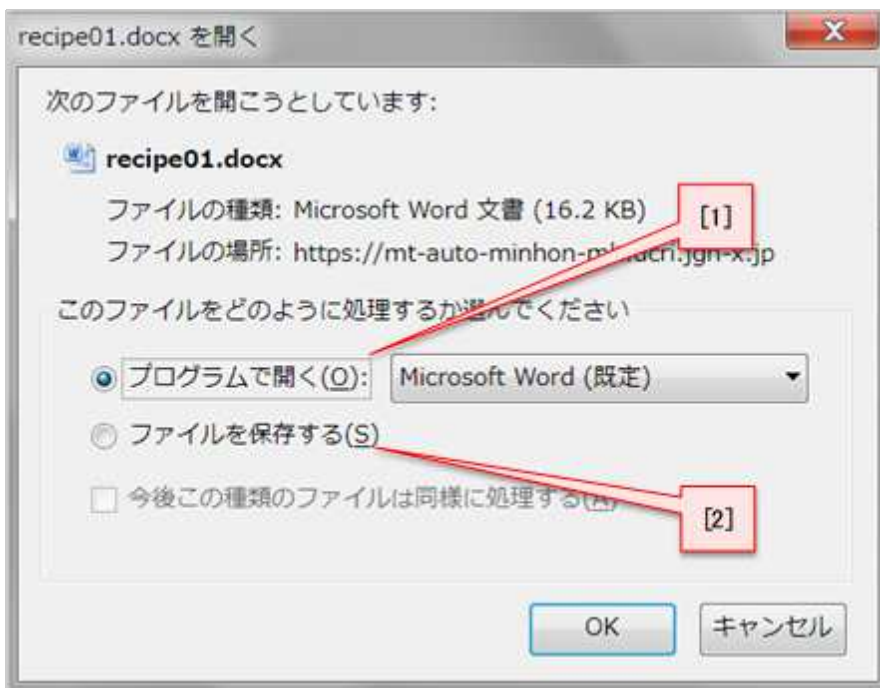 recipe01.docx を開く
次のファイルを開こうとしています:
recipe01.docx
ファイルの種類: Microsoft Word 文書 (16.2 KB)
[1]
ファイルの場所: https://mt-auto-minhon-mlt.ucri.jgn-x.jp
このファイルをどのように処理するか選んでください
プログラムで開く(O):
Microsoft Word (既定)
ファイルを保存する(S)
今後この種類のファイルは同様に処理する(A)
[2]
OK
キャンセル